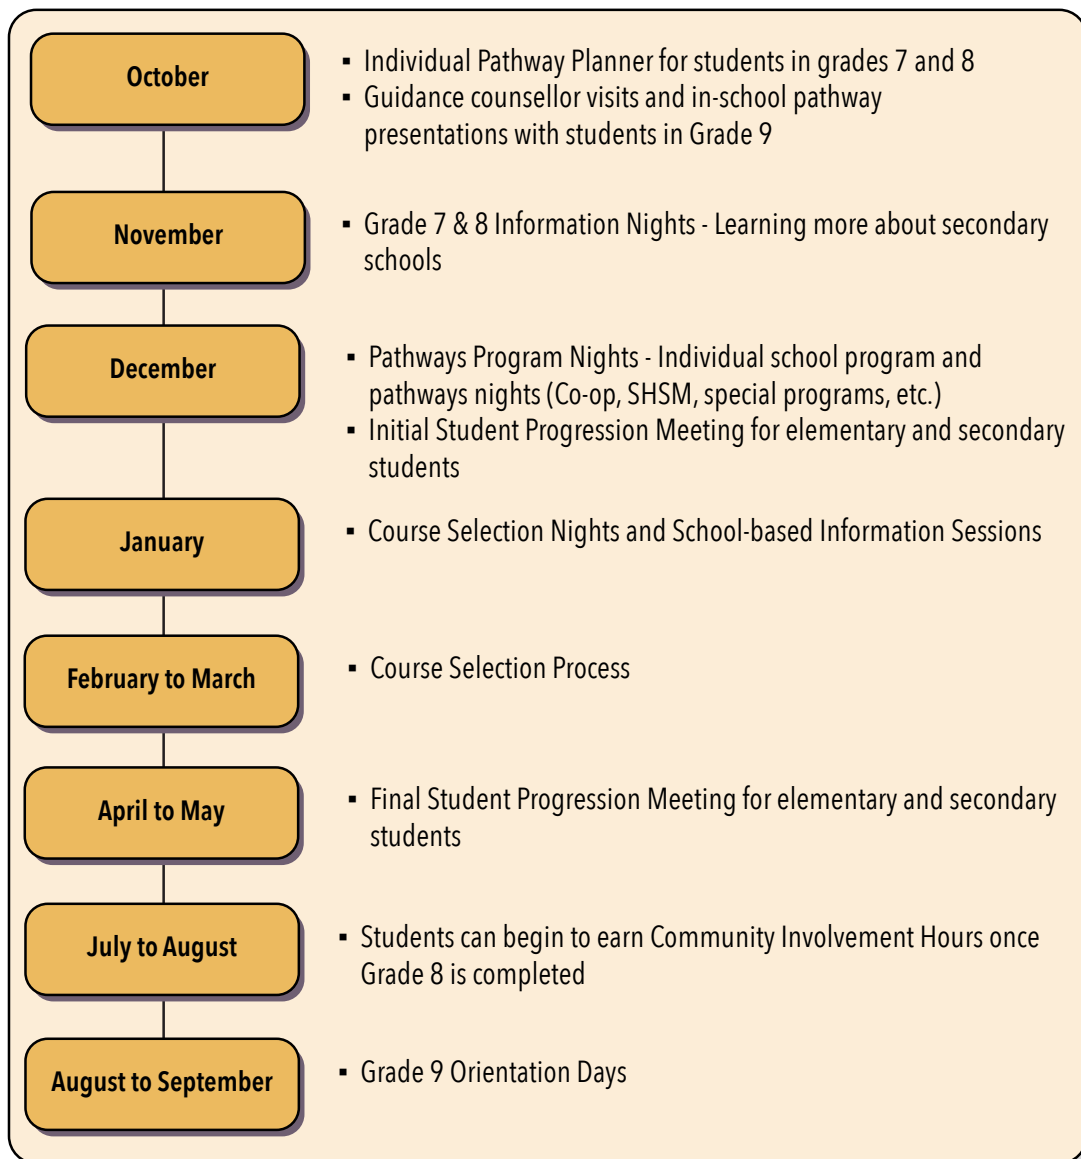 October
▪ Individual Pathway Planner for students in grades 7 and 8
▪ Guidance counsellor visits and in-school pathway
presentations with students in Grade 9
November
▪ Grade 7 & 8 Information Nights - Learning more about secondary
schools
December
▪ Pathways Program Nights - Individual school program and
pathways nights (Co-op, SHSM, special programs, etc.)
▪ Initial Student Progression Meeting for elementary and secondary
students
January
▪ Course Selection Nights and School-based Information Sessions
February to March
▪ Course Selection Process
April to May
▪ Final Student Progression Meeting for elementary and secondary
students
July to August
▪ Students can begin to earn Community Involvement Hours once
Grade 8 is completed
August to September
▪ Grade 9 Orientation Days